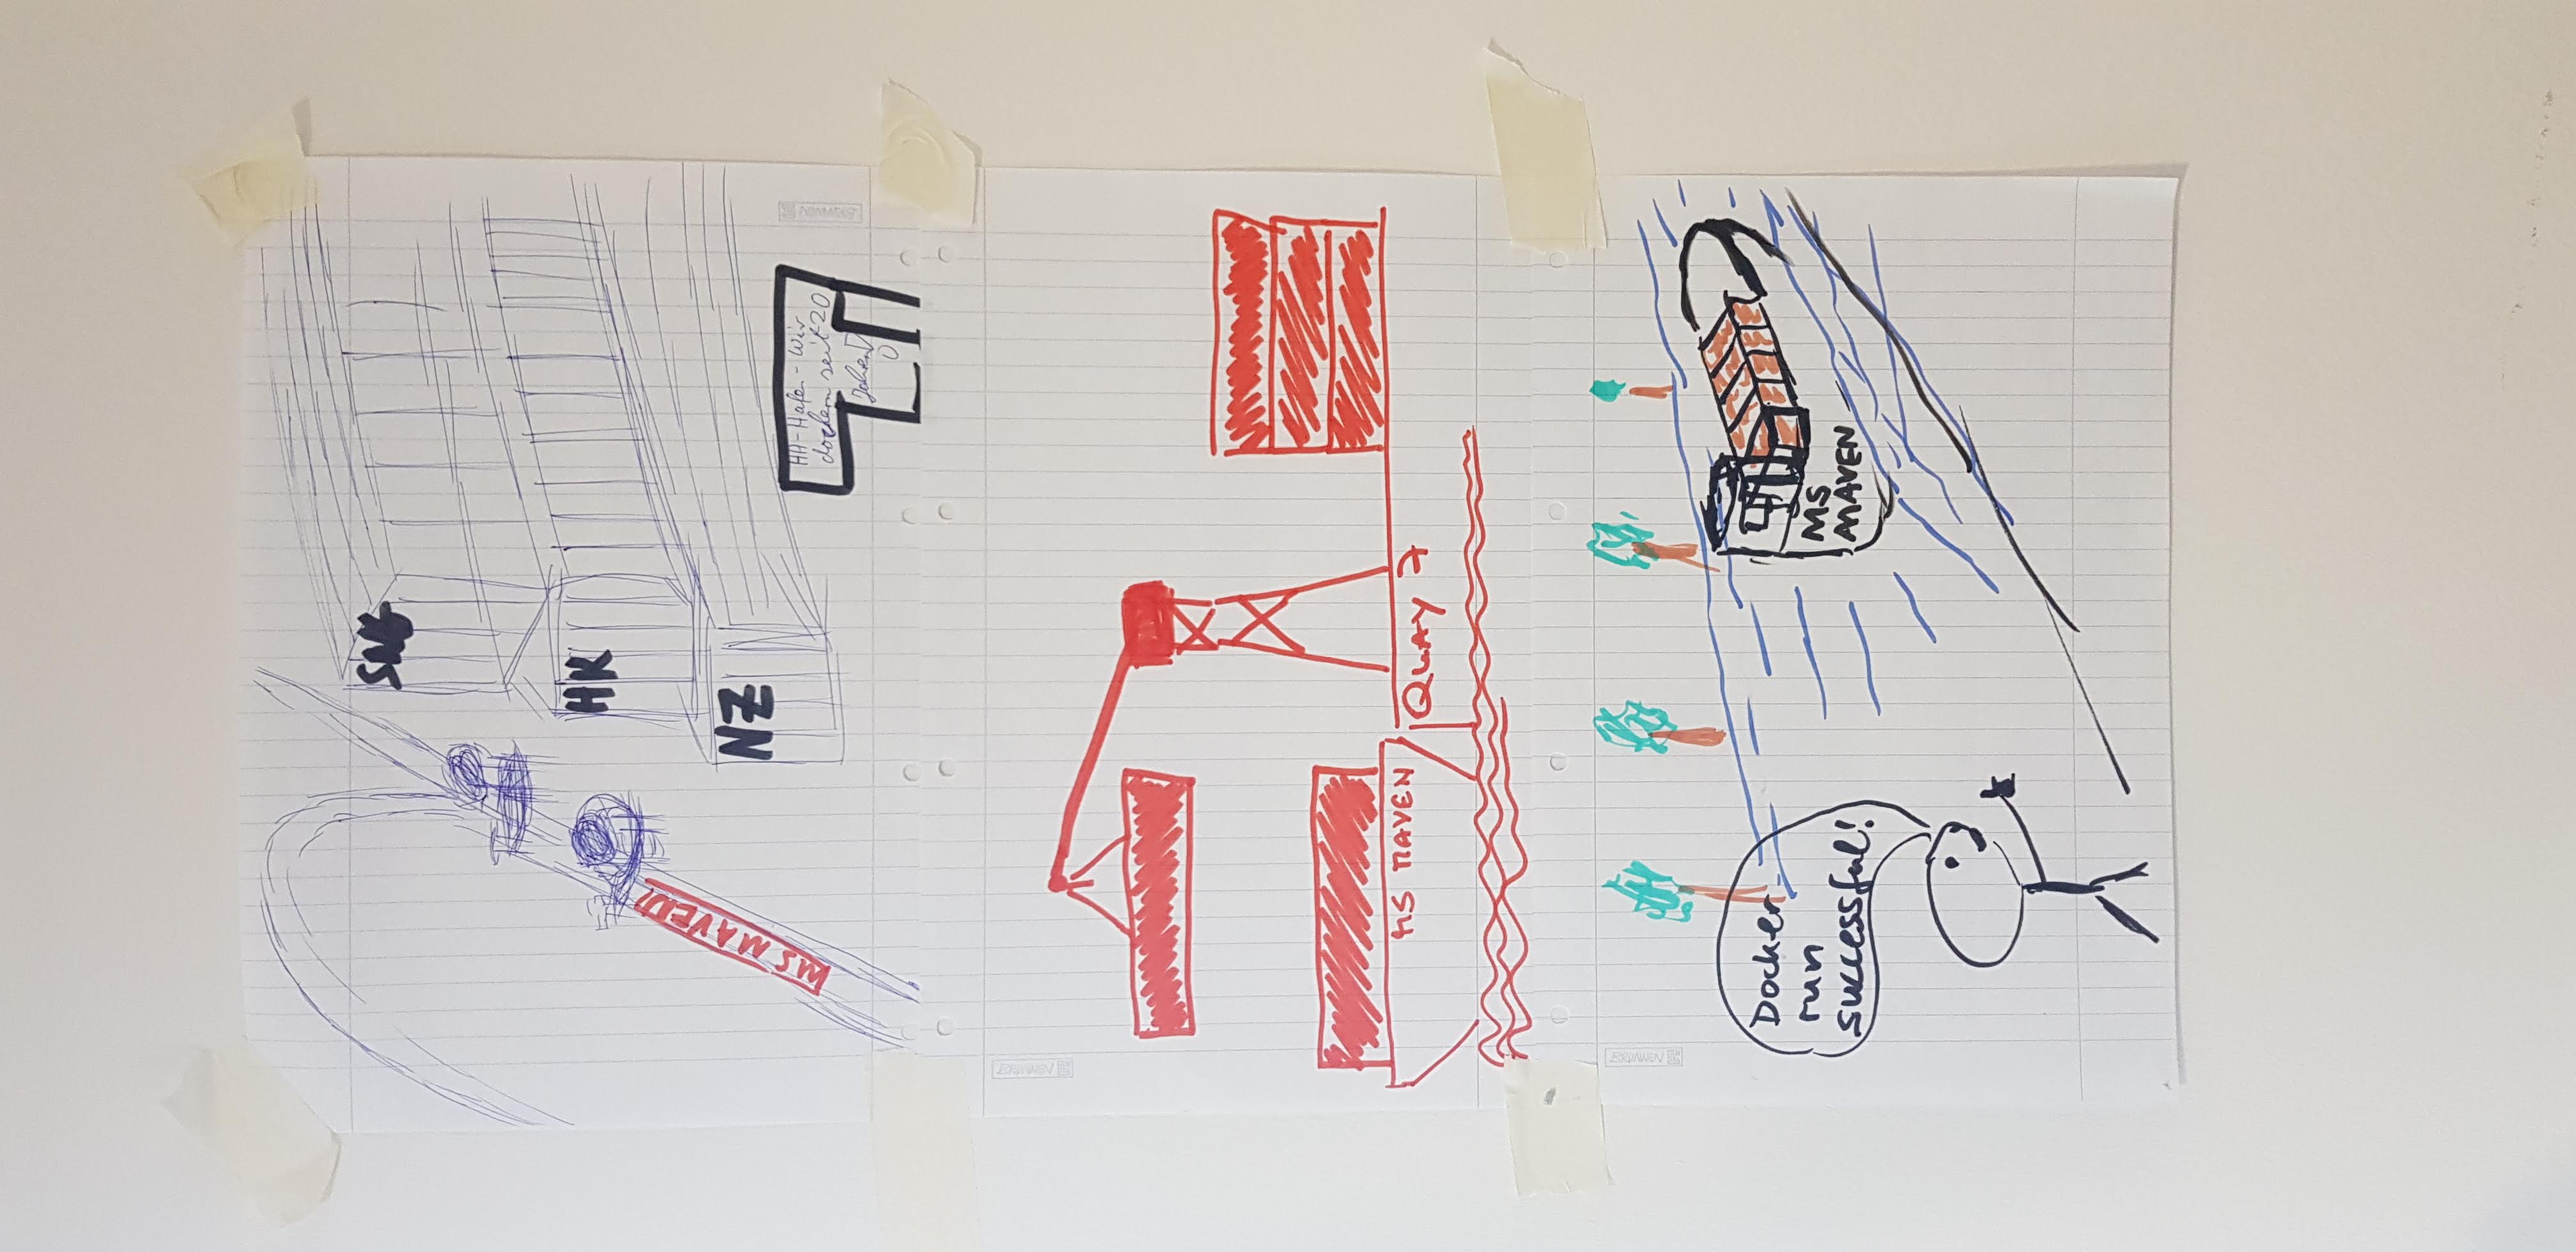 HK
NZ
MS MAVEN
HH-Hafen - Wir
dockern seit 20
Jahren!
MS MAVEN
QUAY 7
Docker
run
successful!
MS
MAVEN